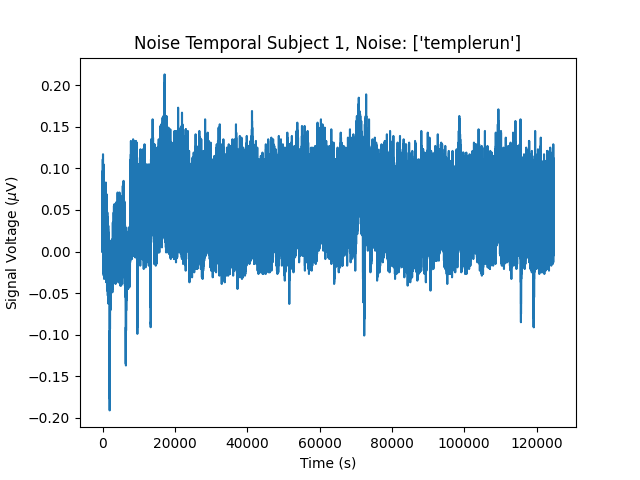 Noise Temporal Subject 1, Noise: ['templerun']
Signal Voltage (μV)
0.20
0.15
0.10
0.05
0.00
−0.05
−0.10
−0.15
−0.20
0 20000 40000 60000 80000 100000 120000
Time (s)